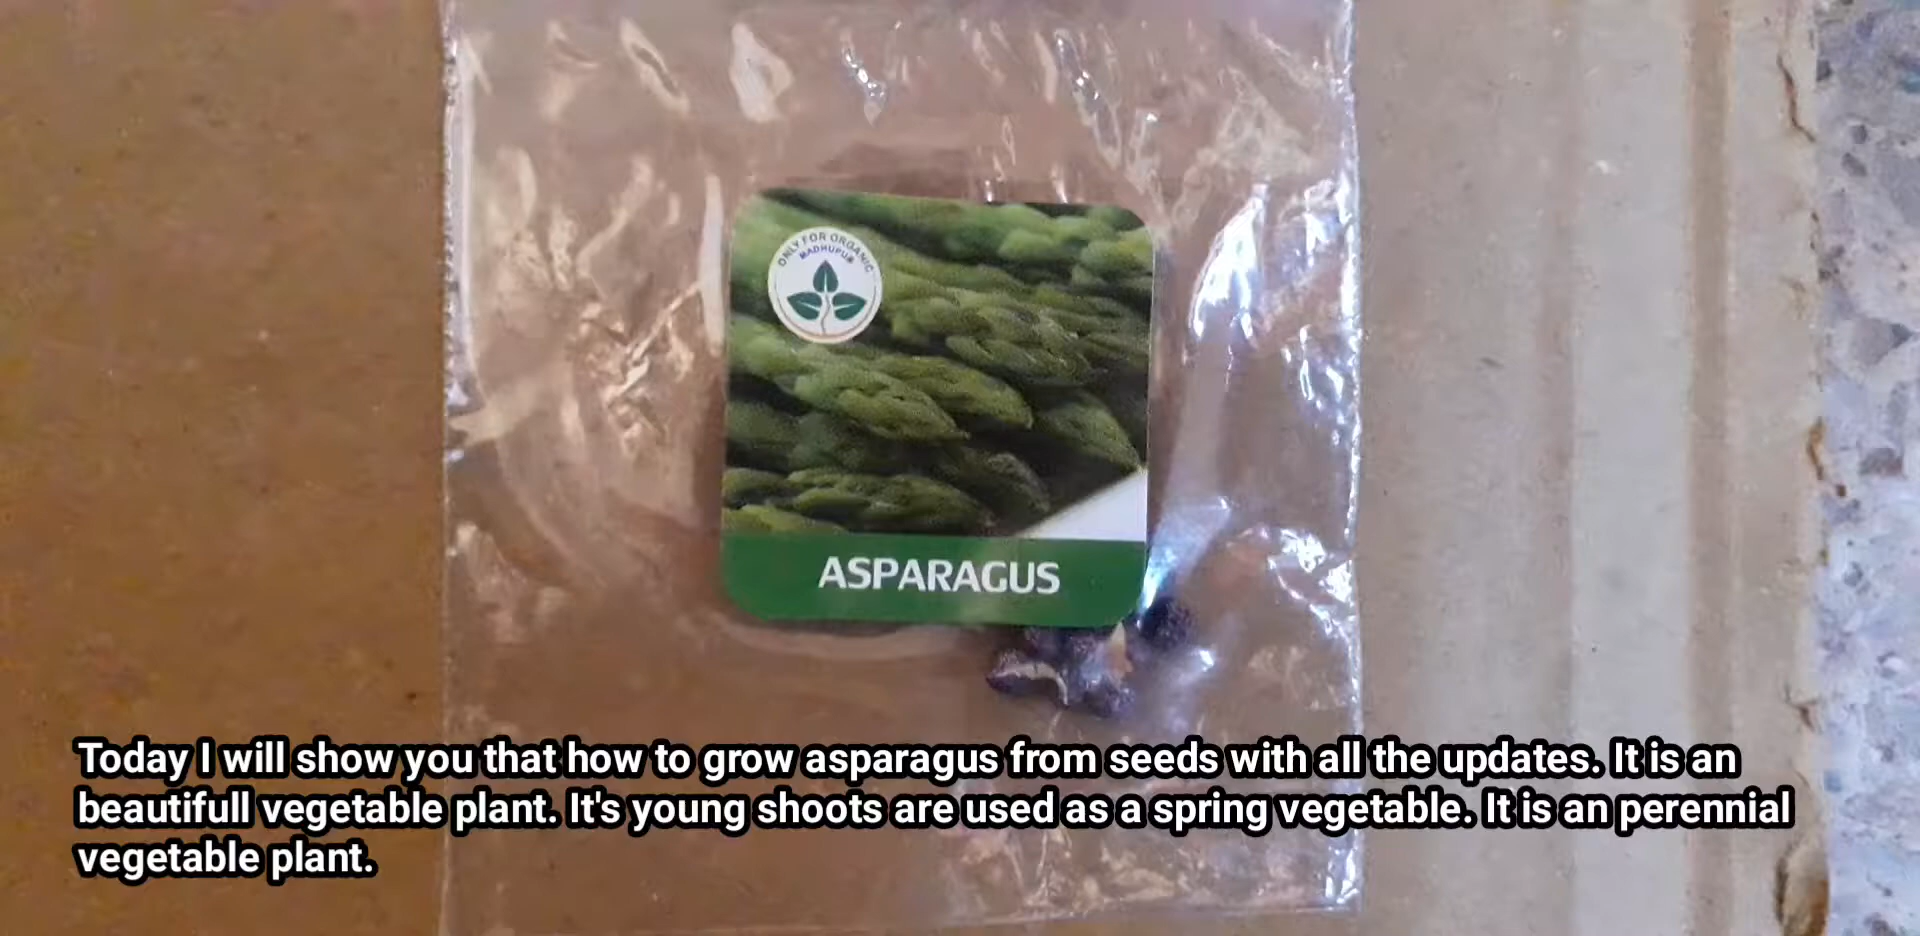 ONLY FOR ORGANIC
MADHUPUR
ASPARAGUS
Today I will show you that how to grow asparagus from seeds with all the updates. It is an
beautifull vegetable plant. It's young shoots are used as a spring vegetable. It is an perennial
vegetable plant.